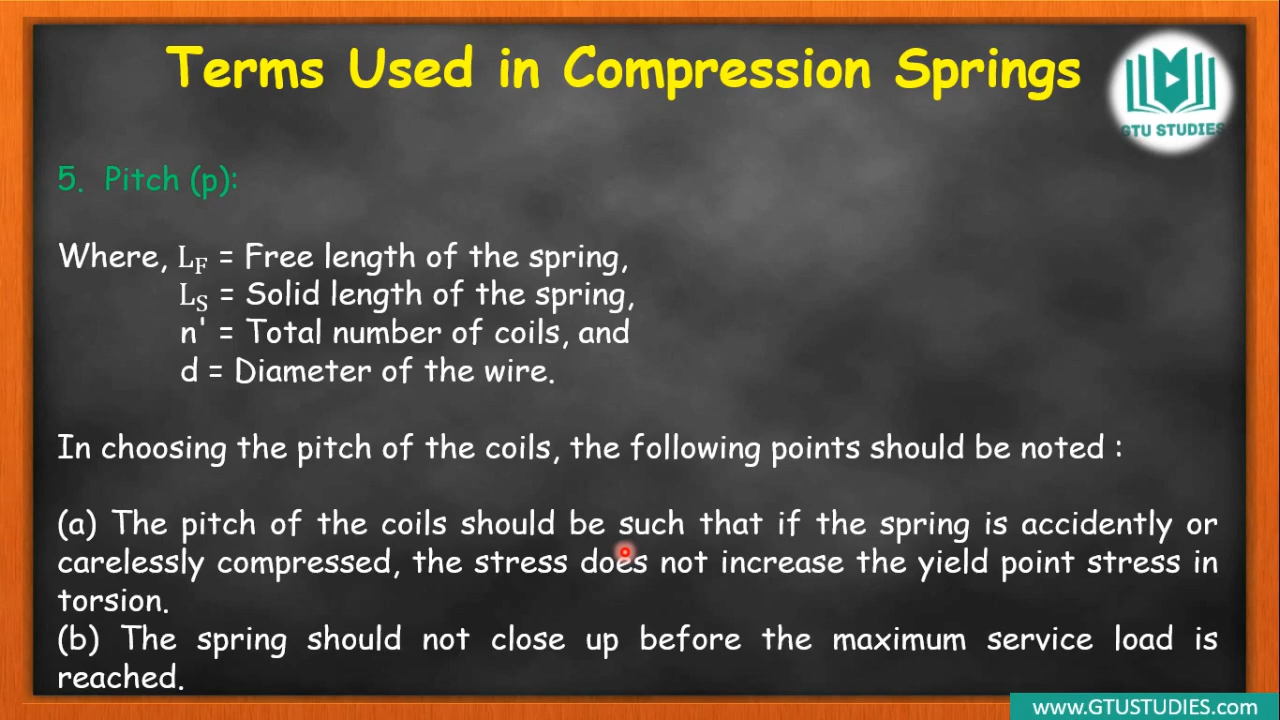 Terms Used in Compression Springs
GTU STUDIES
5. Pitch (p):
Where, L_F = Free length of the spring,
L_S = Solid length of the spring,
n' = Total number of coils, and
d = Diameter of the wire.
In choosing the pitch of the coils, the following points should be noted :
(a) The pitch of the coils should be such that if the spring is accidently or
carelessly compressed, the stress does not increase the yield point stress in
torsion.
(b) The spring should not close up before the maximum service load is
reached.
www.GTUSTUDIES.com